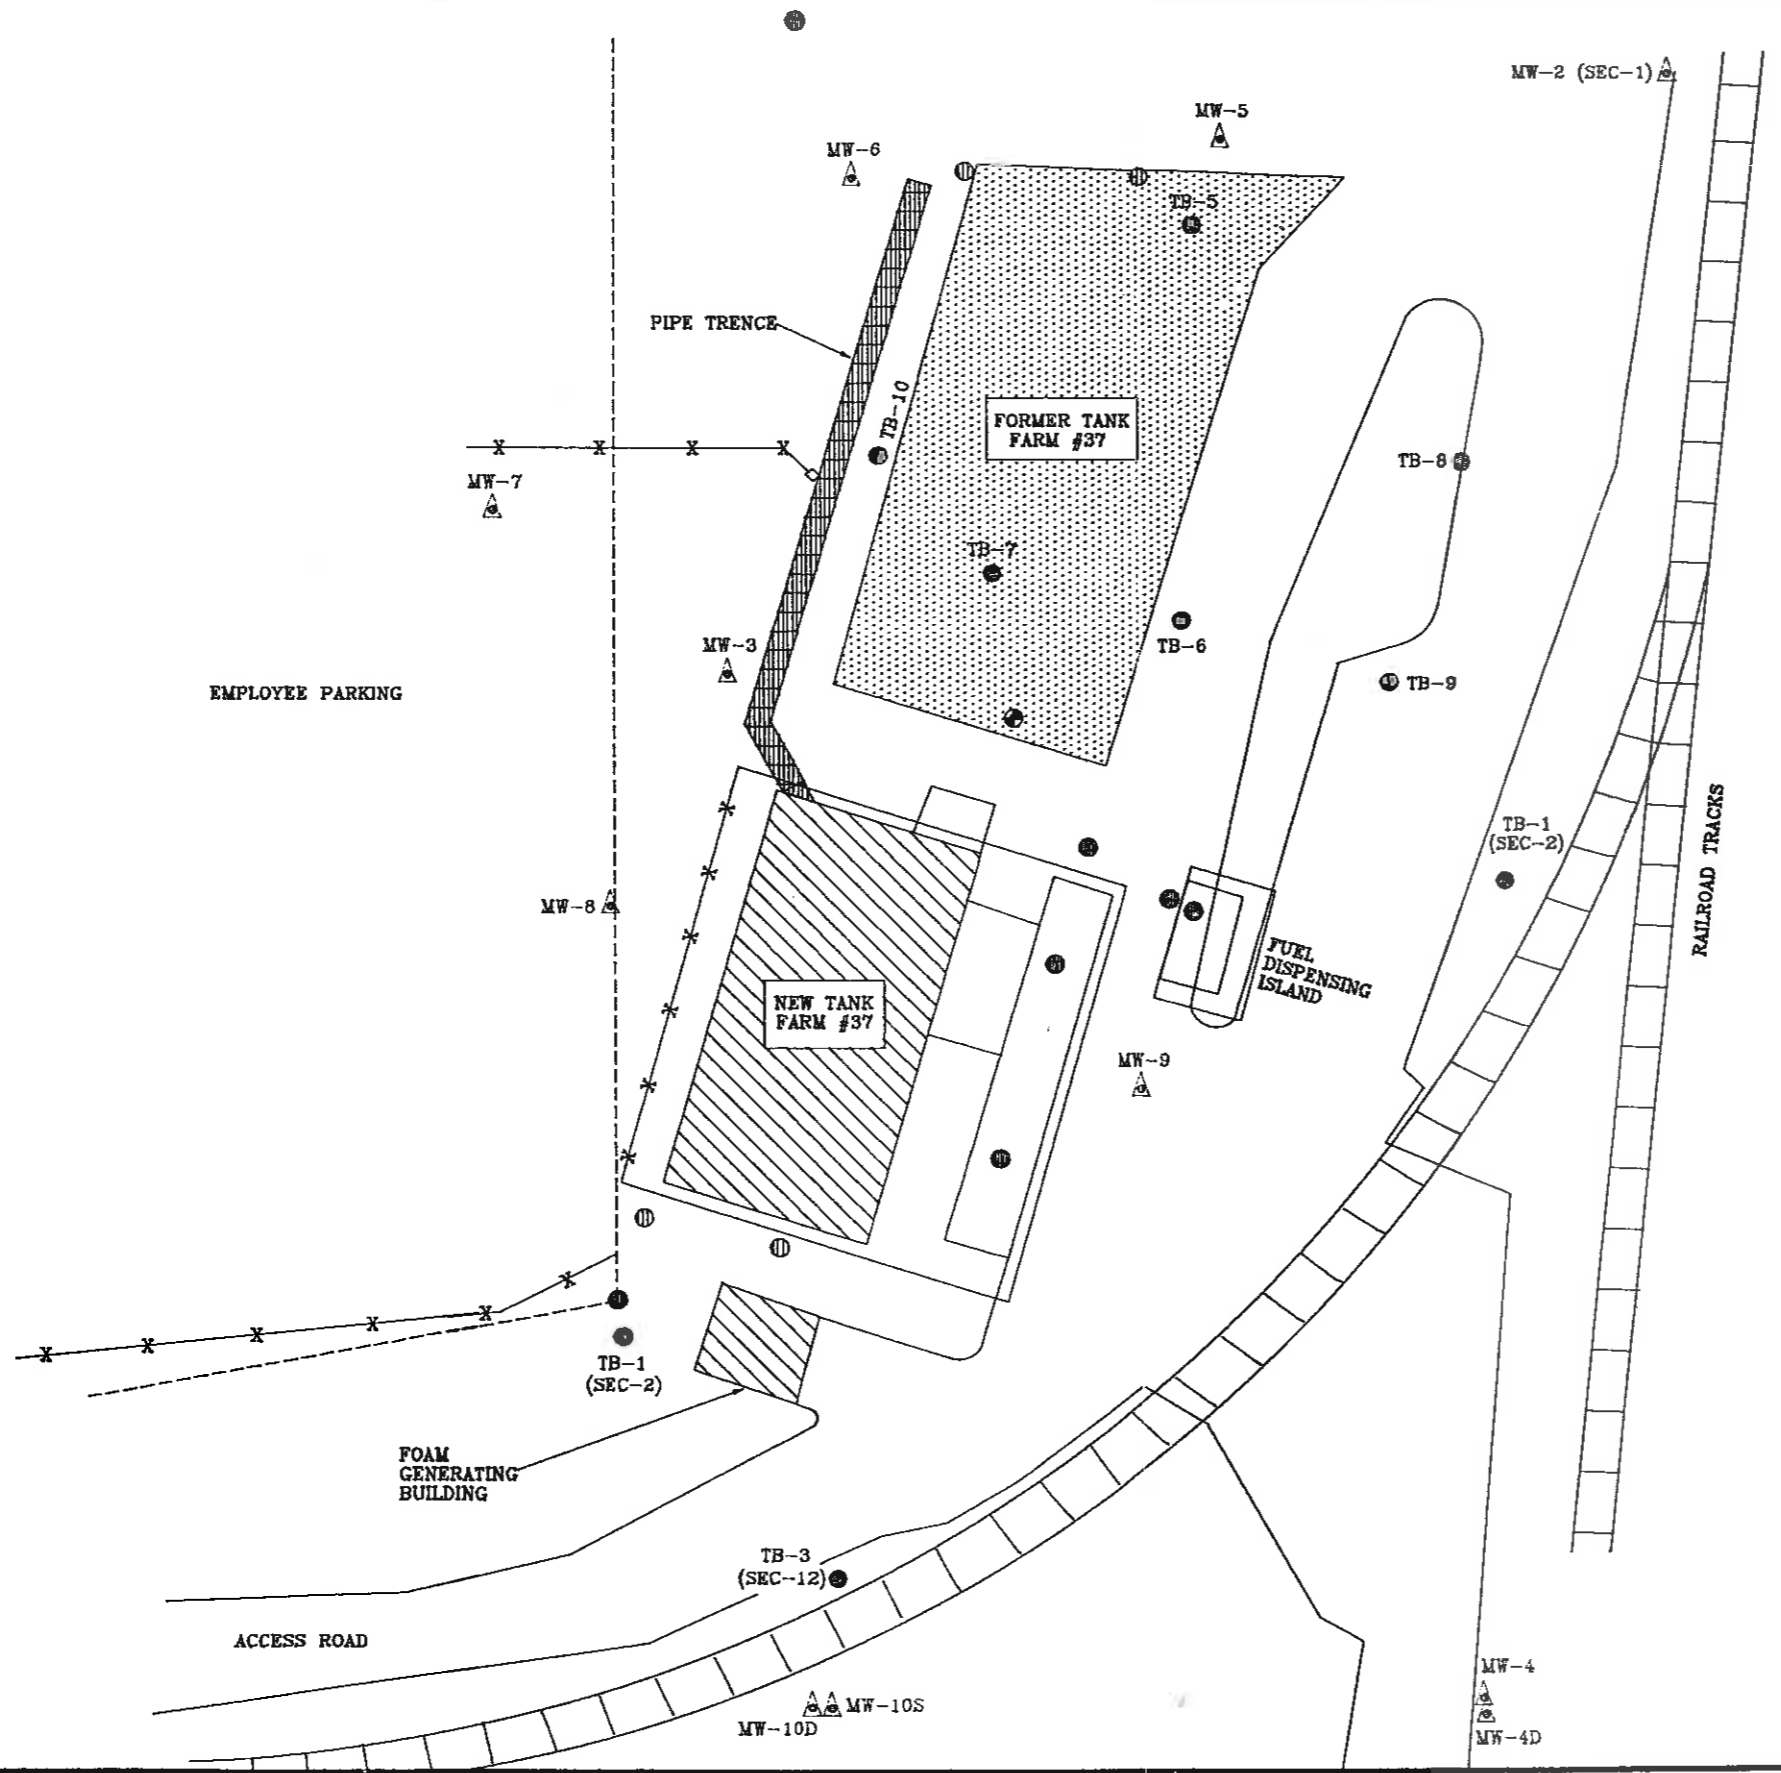 MW-2 (SEC-1)
MW-5
MW-6
TB-5
PIPE TRENCE
TB-10
FORMER TANK
FARM #37
TB-8
MW-7
TB-7
TB-6
MW-3
TB-9
EMPLOYEE PARKING
RAILROAD TRACKS
TB-1
(SEC-2)
MW-8
FUEL
DISPENSING
ISLAND
NEW TANK
FARM #37
MW-9
TB-1
(SEC-2)
FOAM
GENERATING
BUILDING
TB-3
(SEC-12)
ACCESS ROAD
MW-4
MW-10S
MW-10D
MW-4D